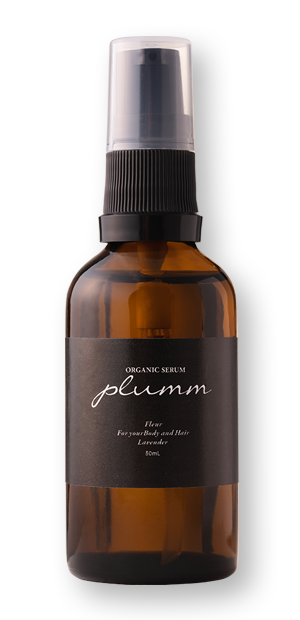 ORGANIC SERUM
plumm
Fleur
For your Body and Hair
Lavender
50mL